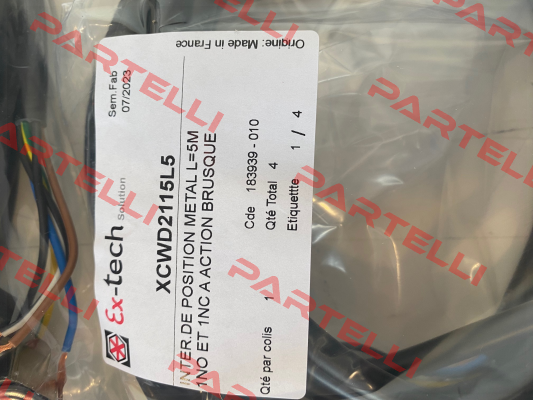 Ex-tech
Solution
Sem.Fab
07/2023
XCWD2115L5
INTER.DE POSITION METAL L=5M
1NO ET 1NC A ACTION BRUSQUE
Cde 183939 - 010
Qté par colis 1
Qté Total 4
Etiquettte 1 / 4
Origine: Made in France
PARTELLI
PARTELLI
PARTELLI
PARTELLI
PARTELLI
PARTELLI